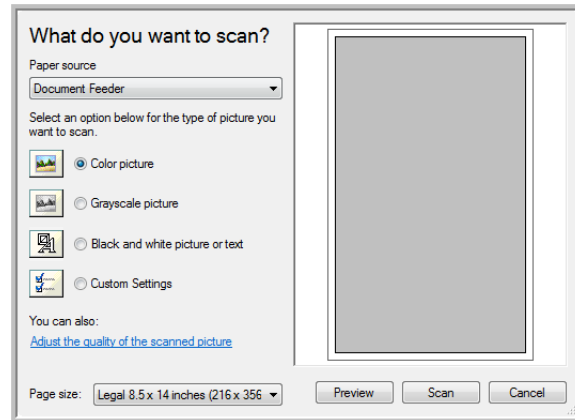 What do you want to scan?
Paper source
Document Feeder
Select an option below for the type of picture you
want to scan.
Color picture
Grayscale picture
Black and white picture or text
Custom Settings
You can also:
Adjust the quality of the scanned picture
Page size: Legal 8.5 x 14 inches (216 x 356
Preview Scan Cancel